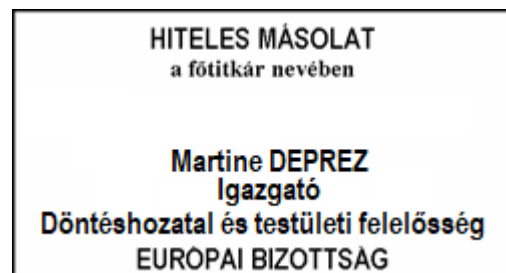 HITELES MÁSOLAT
a főtitkár nevében
Martine DEPREZ
Igazgató
Döntéshozatal és testületi felelősség
EURÓPAI BIZOTTSÁG